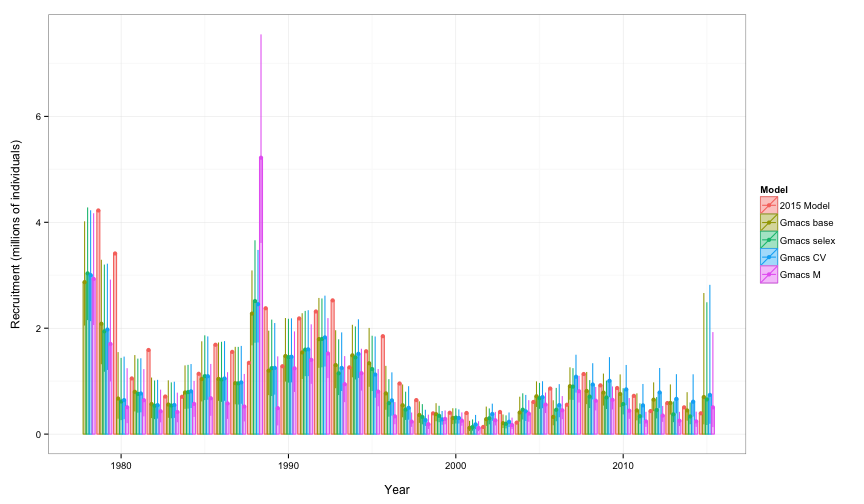 Recruitment (millions of individuals)
6
4
2
0
1980
1990
2000
2010
Year
Model
2015 Model
Gmacs base
Gmacs selex
Gmacs CV
Gmacs M